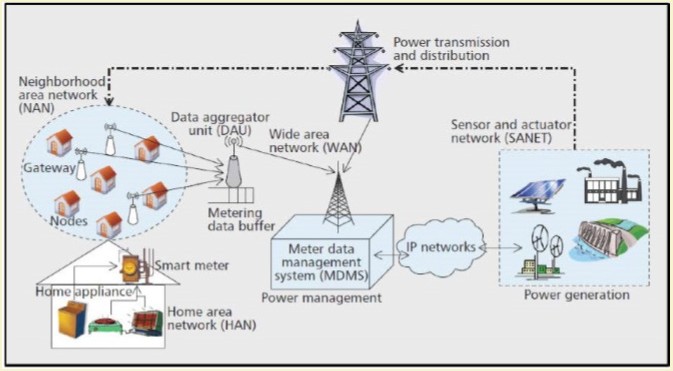 Power transmission
and distribution
Neighborhood
area network
(NAN)
Data aggregator
unit (DAU)
Wide area
network (WAN)
Sensor and actuator
network (SANET)
Gateway
Nodes
Metering
data buffer
Meter data
management
system (MDMS)
IP networks
Smart meter
Home appliance
Power management
Power generation
Home area
network (HAN)